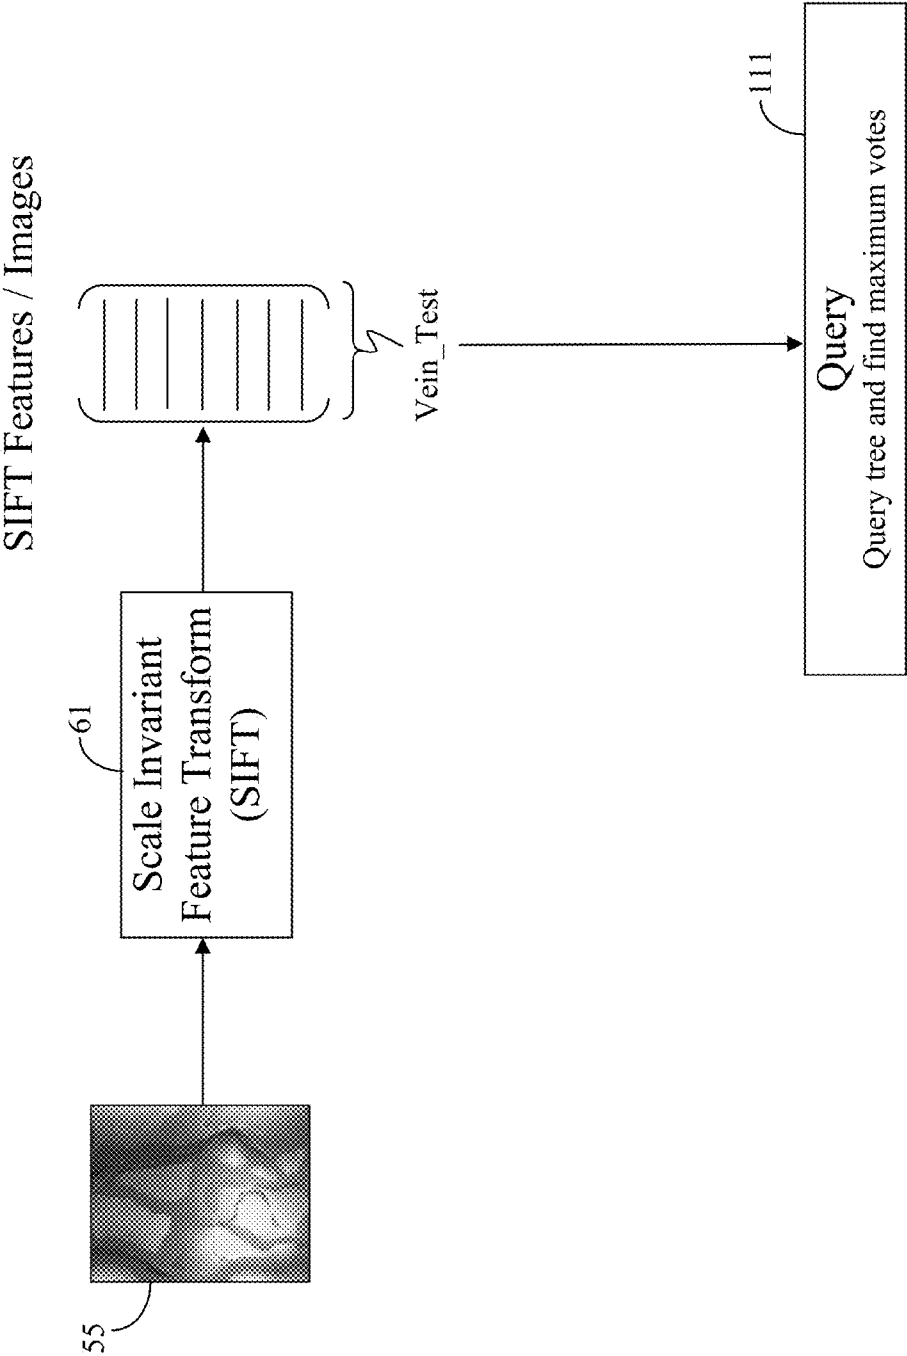 SIFT Features / Images
55
61
Scale Invariant
Feature Transform
(SIFT)
Vein_Test
111
Query
Query tree and find maximum votes